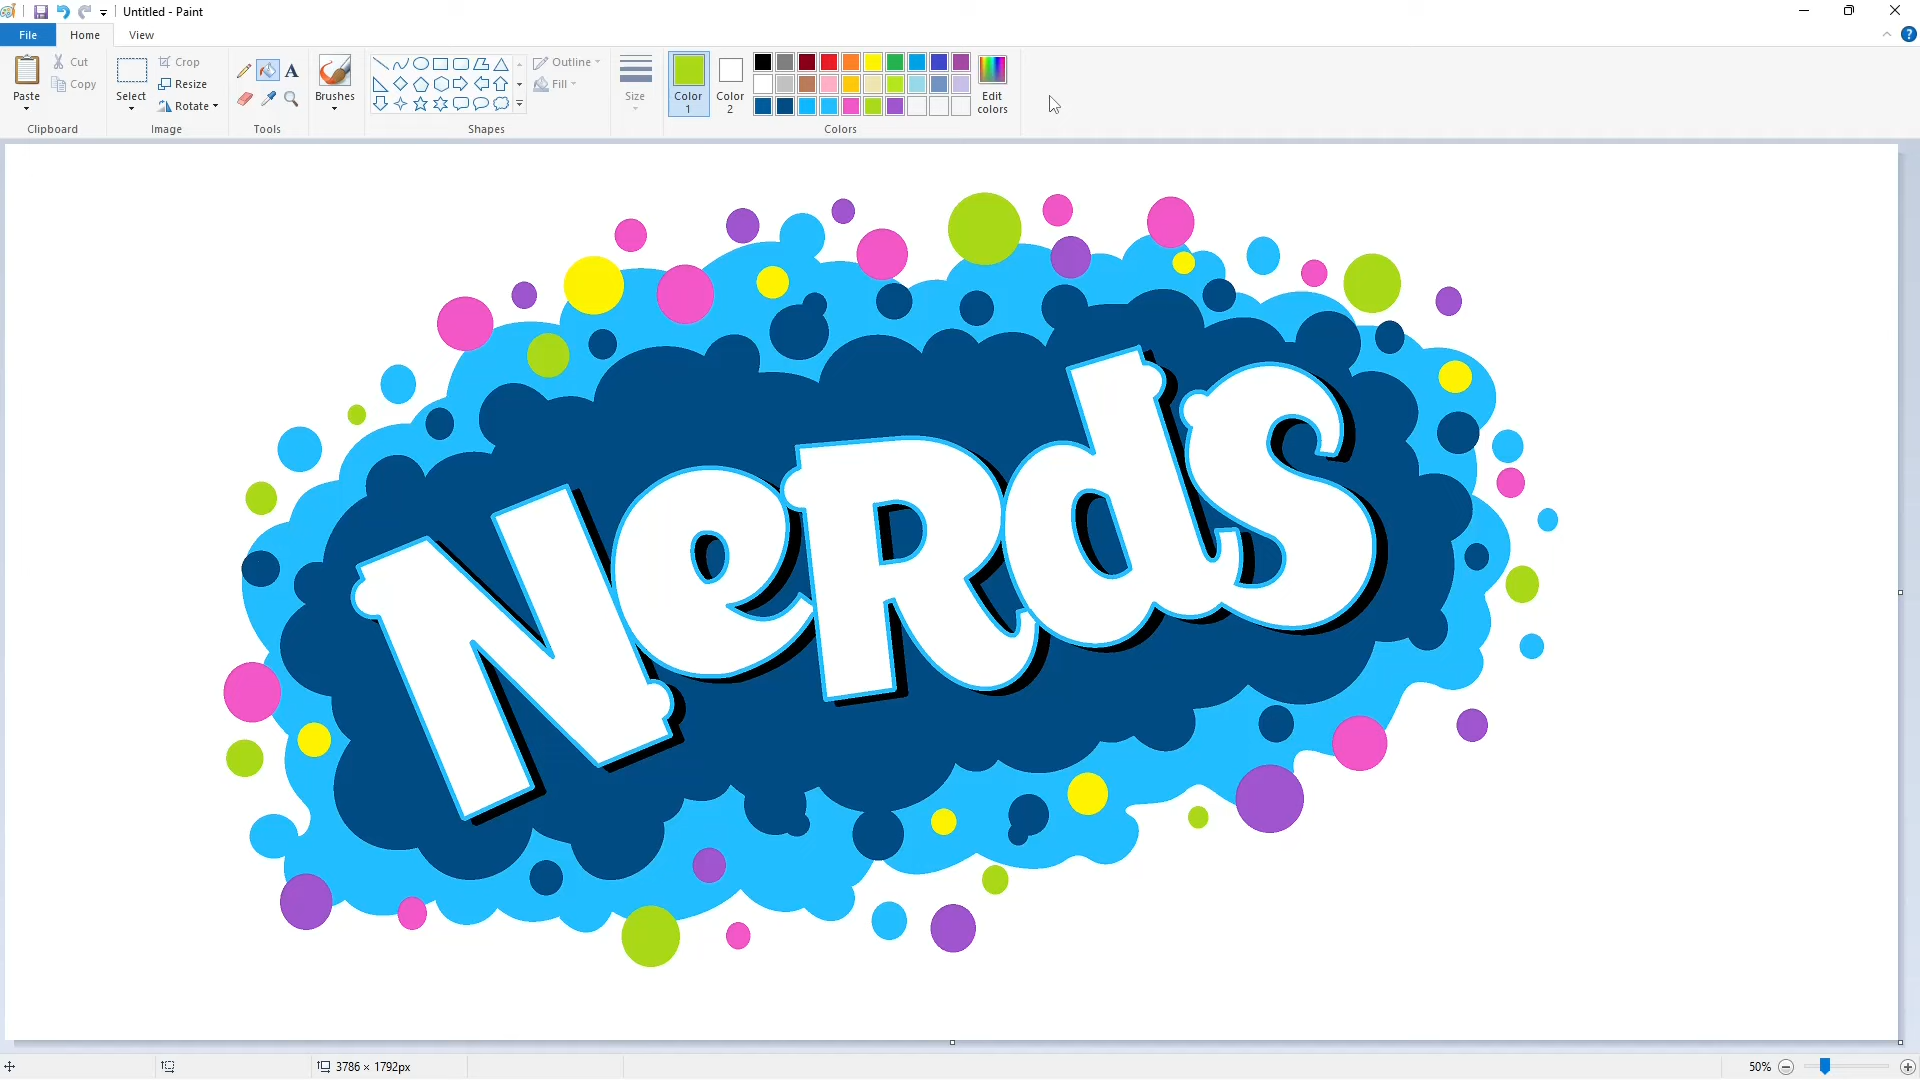 Untitled - Paint
File Home View
Paste
Cut
Copy
Clipboard
Select
Crop
Resize
Rotate
Image
A
Tools
Brushes
Outline
Fill
Shapes
Size
Color
1
Color
2
Edit
colors
Colors
NeRdS
3786 × 1792px
50%